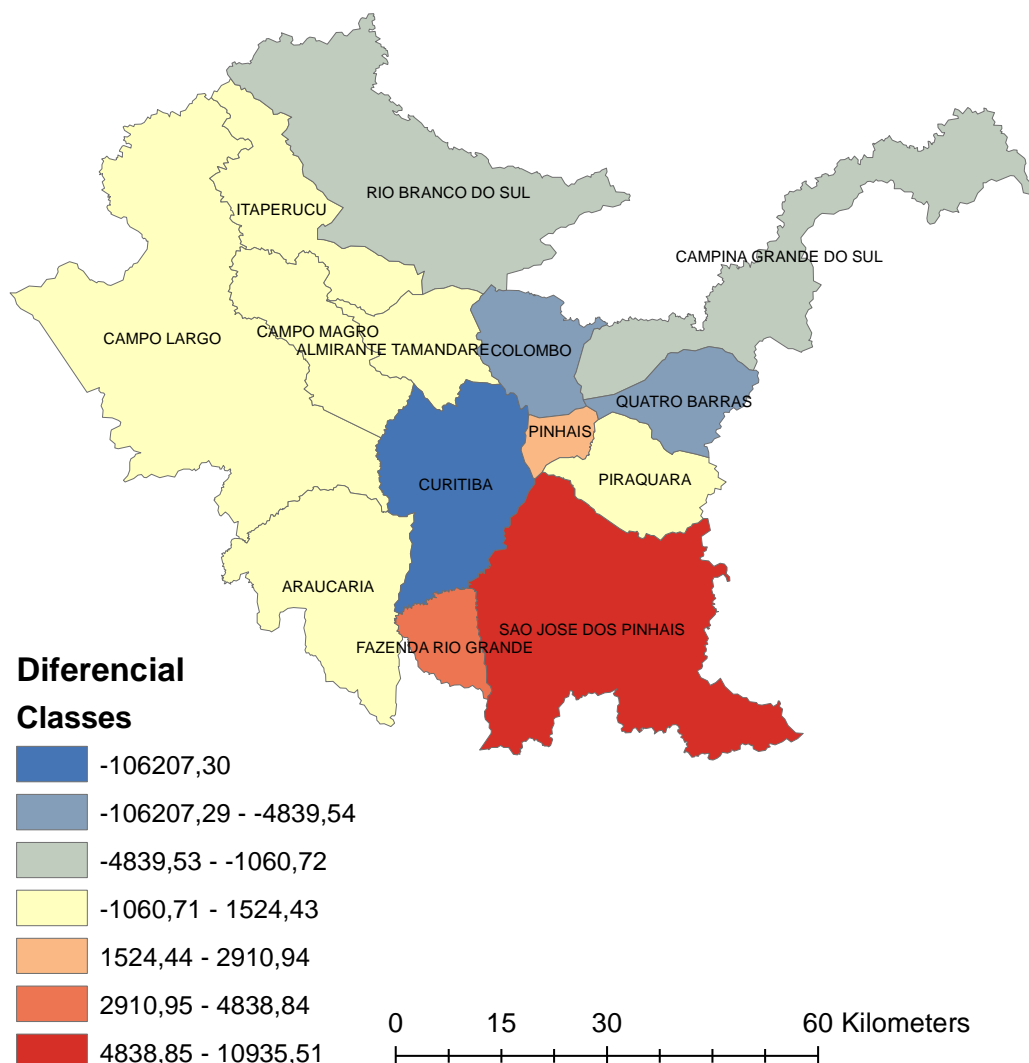 RIO BRANCO DO SUL
ITAPERUCU
CAMPINA GRANDE DO SUL
CAMPO MAGRO
CAMPO LARGO
ALMIRANTE TAMANDARE
COLOMBO
QUATRO BARRAS
PINHAIS
CURITIBA
PIRAQUARA
ARAUCARIA
SAO JOSE DOS PINHAIS
FAZENDA RIO GRANDE
Diferencial
Classes
-106207,30
-106207,29 - -4839,54
-4839,53 - -1060,72
-1060,71 - 1524,43
1524,44 - 2910,94
2910,95 - 4838,84
4838,85 - 10935,51
0 15 30 60 Kilometers